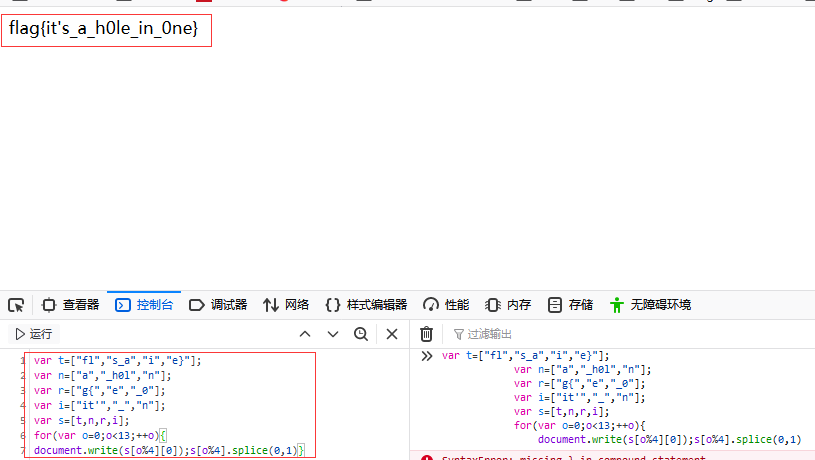 flag{it's_a_h0le_in_0ne}
查看器 控制台 调试器 网络 样式编辑器 性能 内存 存储 无障碍环境
运行
过滤输出
1 var t=["fl","s_a","i","e}"];
2 var n=["a","_h0l","n"];
3 var r=["g{","e","_0"];
4 var i=["it'","_","n"];
5 var s=[t,n,r,i];
6 for(var o=0;o<13;++o){
7 document.write(s[o%4][0]);s[o%4].splice(0,1)}
var t=["fl","s_a","i","e}"];
var n=["a","_h0l","n"];
var r=["g{","e","_0"];
var i=["it'","_","n"];
var s=[t,n,r,i];
for(var o=0;o<13;++o){
document.write(s[o%4][0]);s[o%4].splice(0,1)
SyntaxError: missing } in compound statement